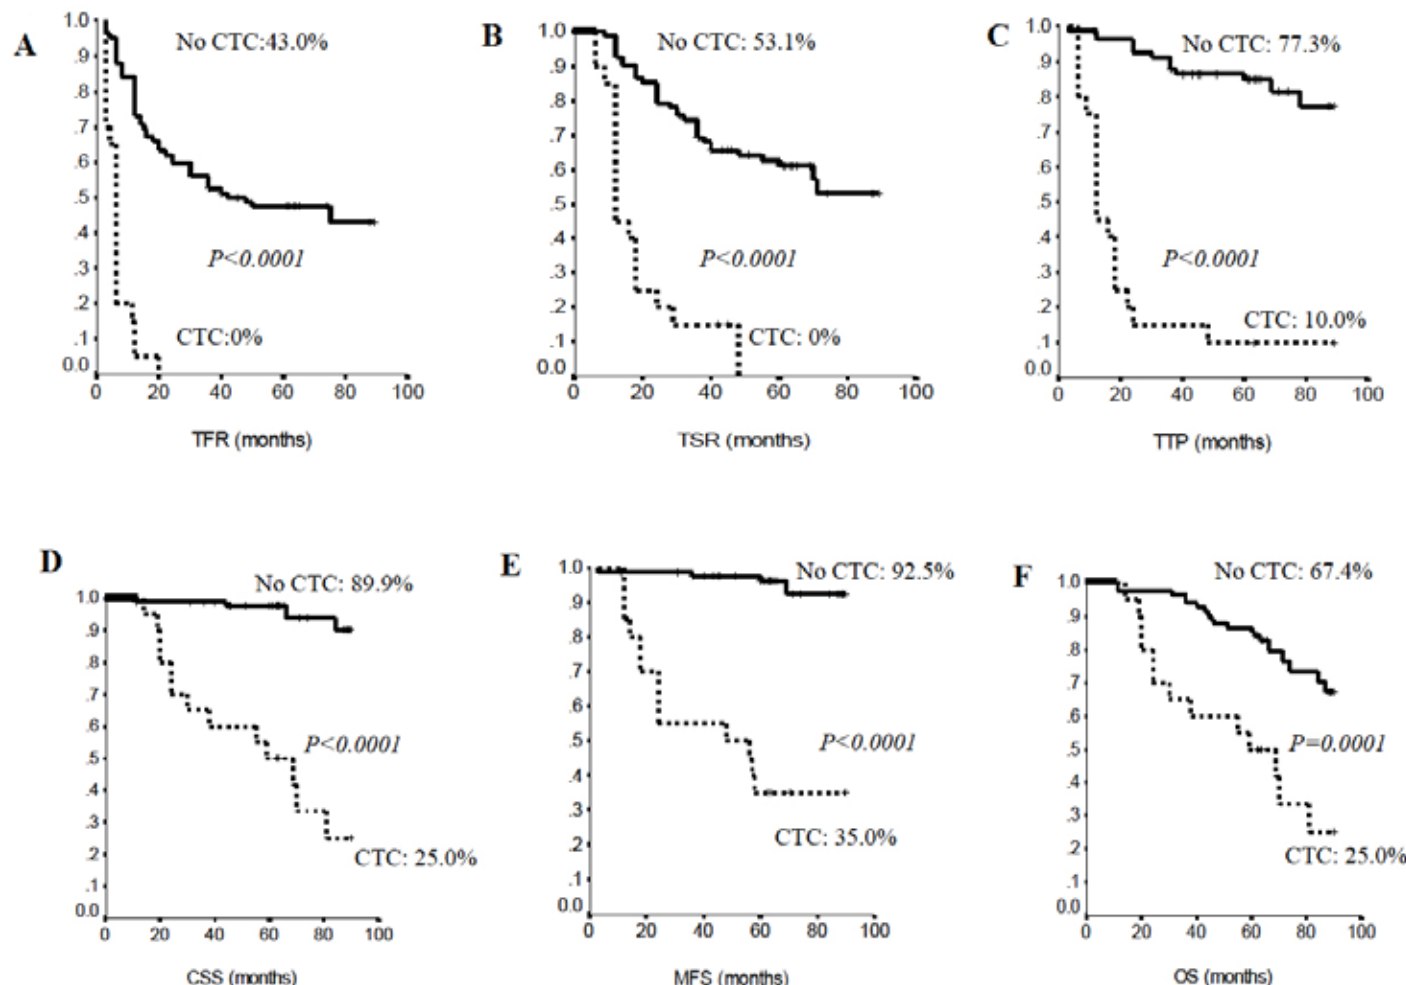 A
1.0
.9
.8
.7
.6
.5
.4
.3
.2
.1
0.0
No CTC:43.0%
P<0.0001
CTC:0%
0 20 40 60 80 100
TFR (months)
B
1.0
.9
.8
.7
.6
.5
.4
.3
.2
.1
0.0
No CTC: 53.1%
P<0.0001
CTC: 0%
0 20 40 60 80 100
TSR (months)
C
1.0
.9
.8
.7
.6
.5
.4
.3
.2
.1
0.0
No CTC: 77.3%
P<0.0001
CTC: 10.0%
0 20 40 60 80 100
TTP (months)
D
1.0
.9
.8
.7
.6
.5
.4
.3
.2
.1
0.0
No CTC: 89.9%
P<0.0001
CTC: 25.0%
0 20 40 60 80 100
CSS (months)
E
1.0
.9
.8
.7
.6
.5
.4
.3
.2
.1
0.0
No CTC: 92.5%
P<0.0001
CTC: 35.0%
0 20 40 60 80 100
MFS (months)
F
1.0
.9
.8
.7
.6
.5
.4
.3
.2
.1
0.0
No CTC: 67.4%
P=0.0001
CTC: 25.0%
0 20 40 60 80 100
OS (months)